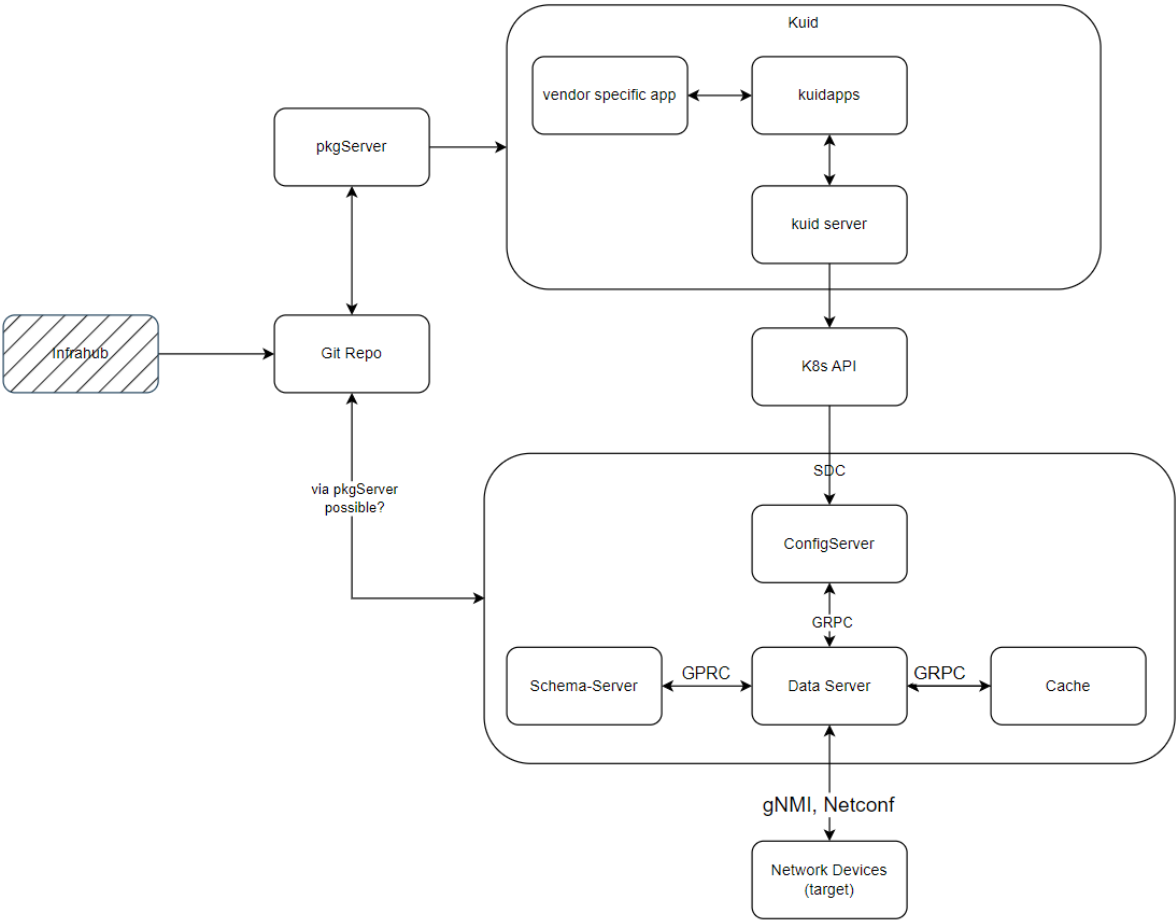 Kuid
vendor specific app
kuidapps
pkgServer
kuid server
Infrahub
Git Repo
K8s API
SDC
via pkgServer
possible?
ConfigServer
GRPC
Schema-Server
GPRC
Data Server
GRPC
Cache
gNMI, Netconf
Network Devices
(target)